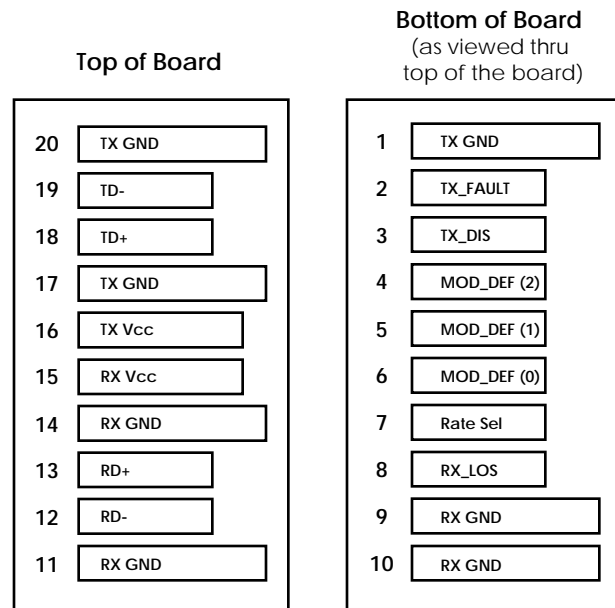 Top of Board
20 TX GND
19 TD-
18 TD+
17 TX GND
16 TX Vcc
15 RX Vcc
14 RX GND
13 RD+
12 RD-
11 RX GND
Bottom of Board
(as viewed thru
top of the board)
1 TX GND
2 TX_FAULT
3 TX_DIS
4 MOD_DEF (2)
5 MOD_DEF (1)
6 MOD_DEF (0)
7 Rate Sel
8 RX_LOS
9 RX GND
10 RX GND